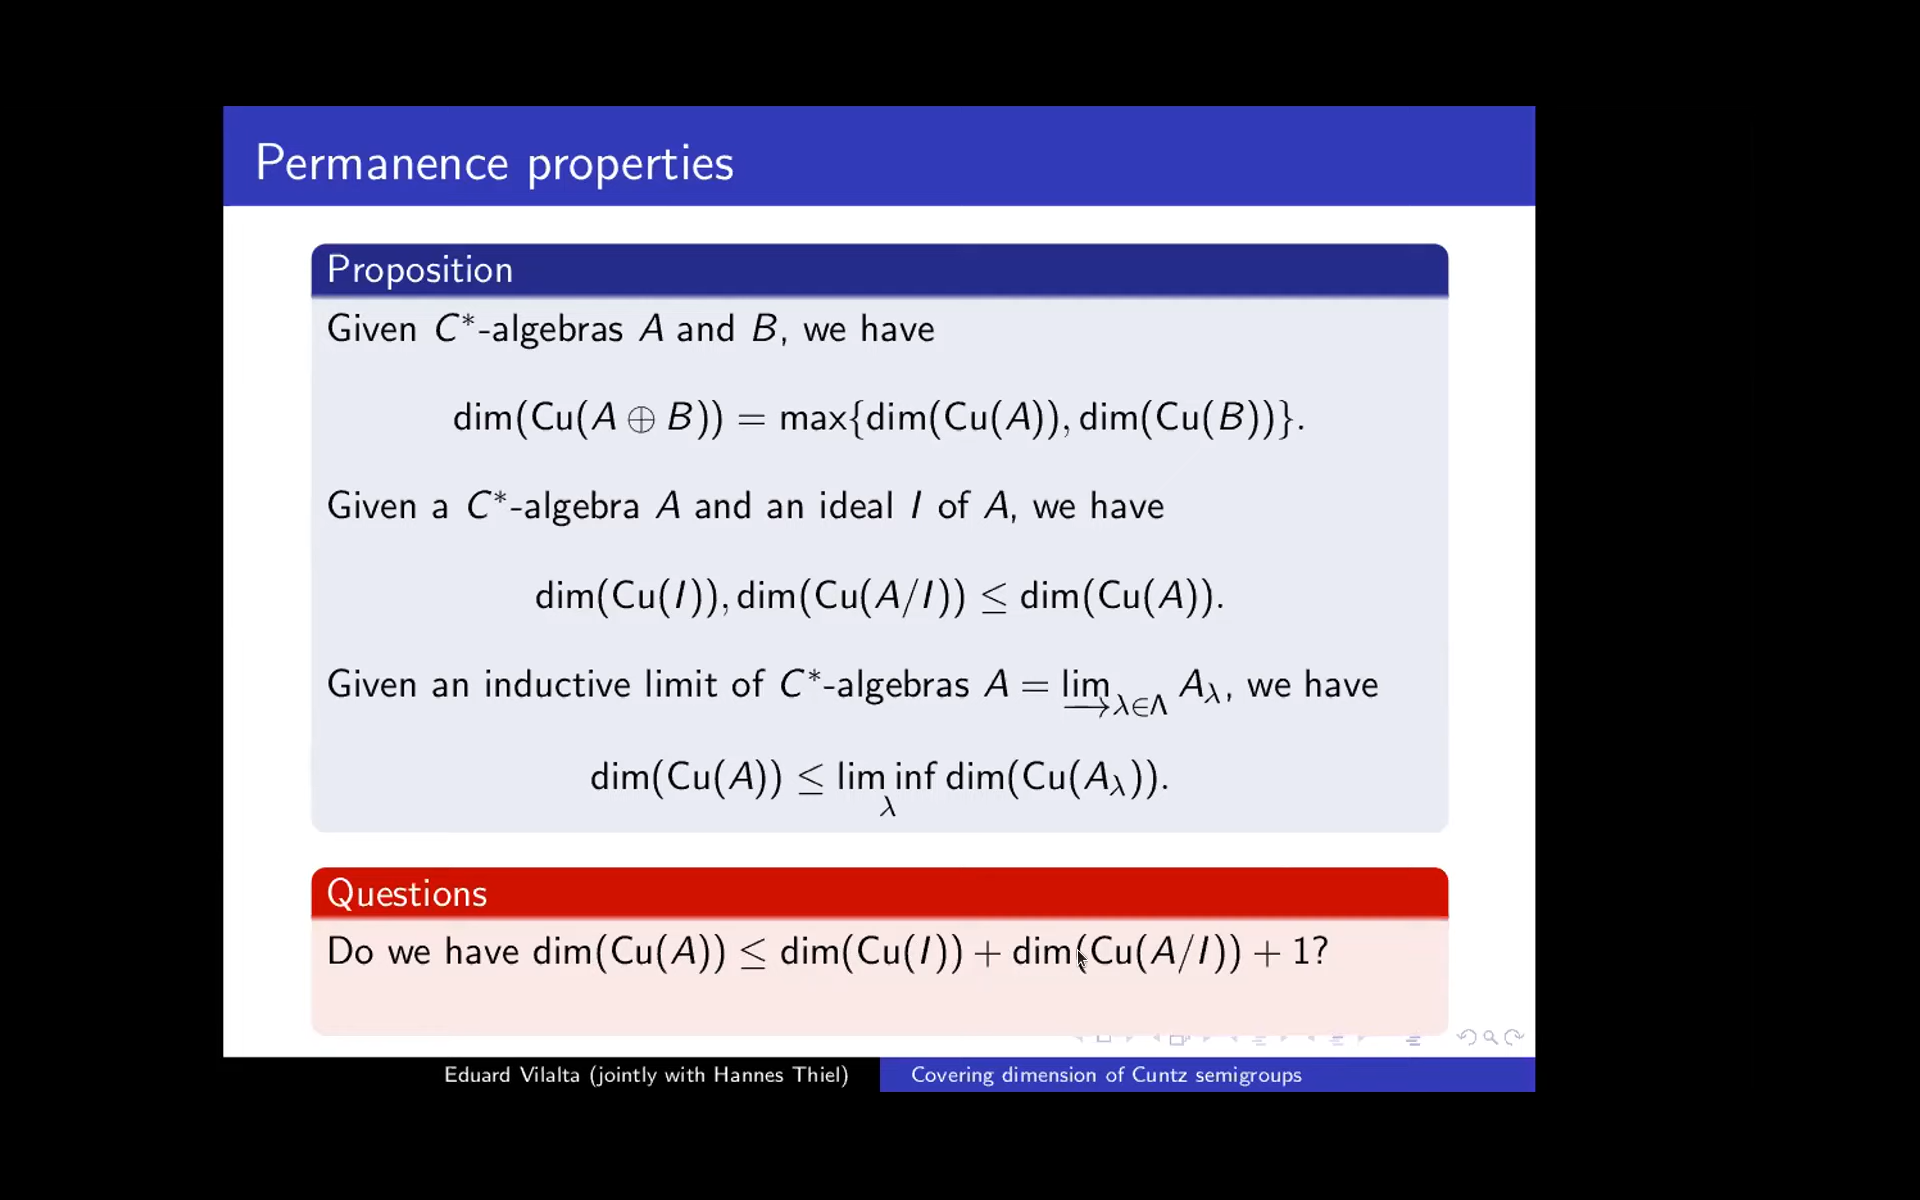 Permanence properties
Proposition
Given C*-algebras A and B, we have
dim(Cu(A ⊕ B)) = max{dim(Cu(A)), dim(Cu(B))}.
Given a C*-algebra A and an ideal I of A, we have
dim(Cu(I)), dim(Cu(A/I)) ≤ dim(Cu(A)).
Given an inductive limit of C*-algebras A = lim→λ∈Λ Aλ, we have
dim(Cu(A)) ≤ lim infλ dim(Cu(Aλ)).
Questions
Do we have dim(Cu(A)) ≤ dim(Cu(I)) + dim(Cu(A/I)) + 1?
Eduard Vilalta (jointly with Hannes Thiel)
Covering dimension of Cuntz semigroups